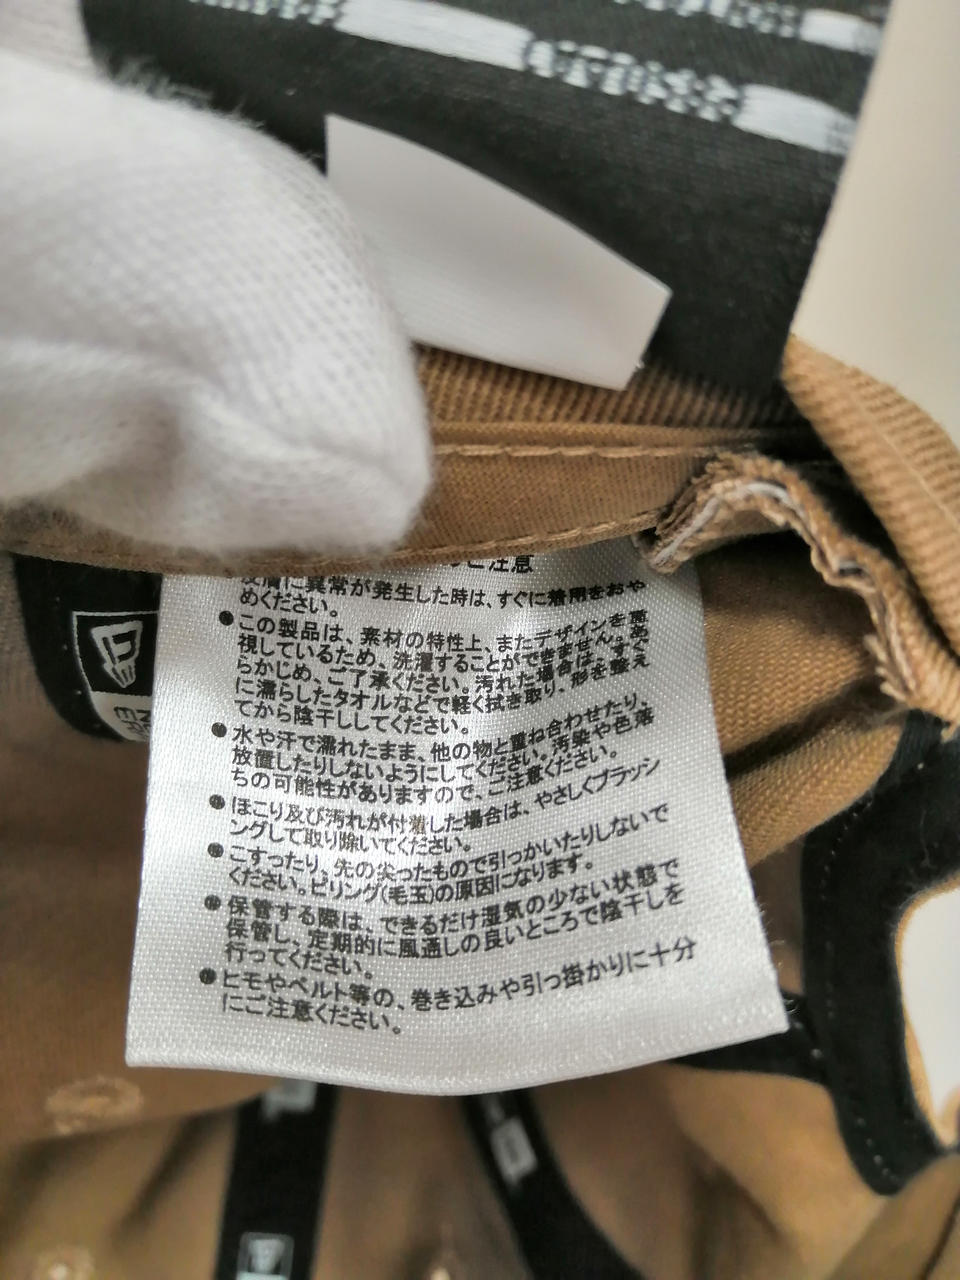 のご注意
皮膚に異常が発生した時は、すぐに着用をおや
めください。
●この製品は、素材の特性上、またデザインを重
視しているため、洗濯することができません。あ
らかじめ、ご了承ください。汚れた場合は、すぐ
に濡らしたタオルなどで軽く拭き取り、形を整え
てから陰干ししてください。
●水や汗で濡れたまま、他の物と重ね合わせたり、
放置したりしないようにしてください。汚染や色落
ちの可能性がありますので、ご注意ください。
●ほこり及び汚れが付着した場合は、やさしくブラッシ
ングして取り除いてください。
●こすったり、先の尖ったもので引っかいたりしないで
ください。ピリング(毛玉)の原因になります。
●保管する際は、できるだけ湿気の少ない状態で
保管し、定期的に風通しの良いところで陰干しを
行ってください。
●ヒモやベルト等の、巻き込みや引っ掛かりに十分
にご注意ください。